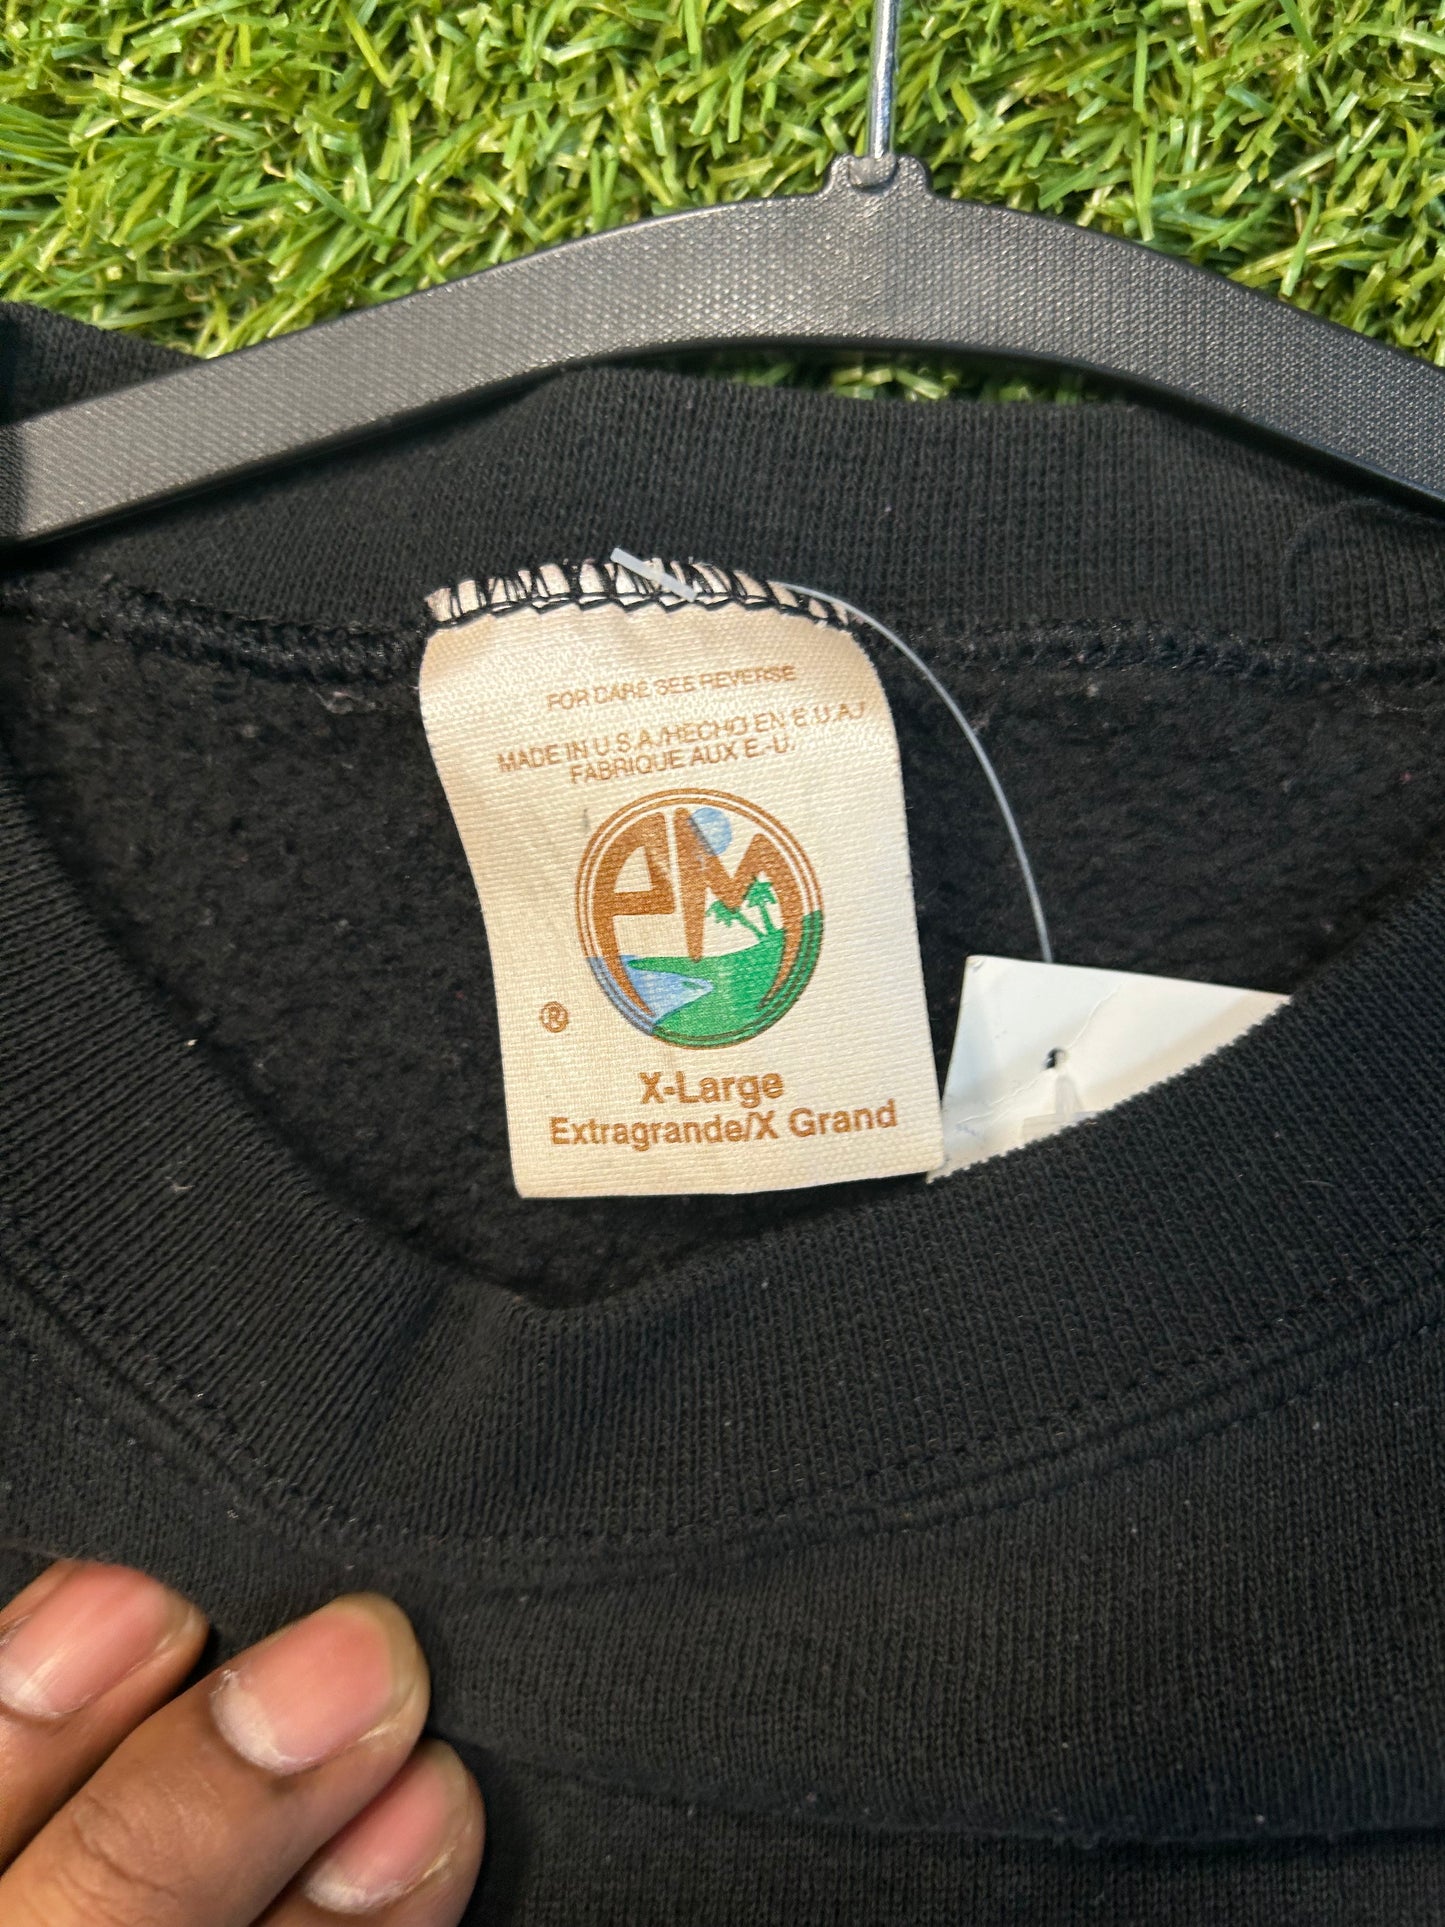 FOR CARE SEE REVERSE
MADE IN U.S.A./HECHO EN E.U.A./
FABRIQUE AUX E.-U.
PM
®
X-Large
Extragrande/X Grand